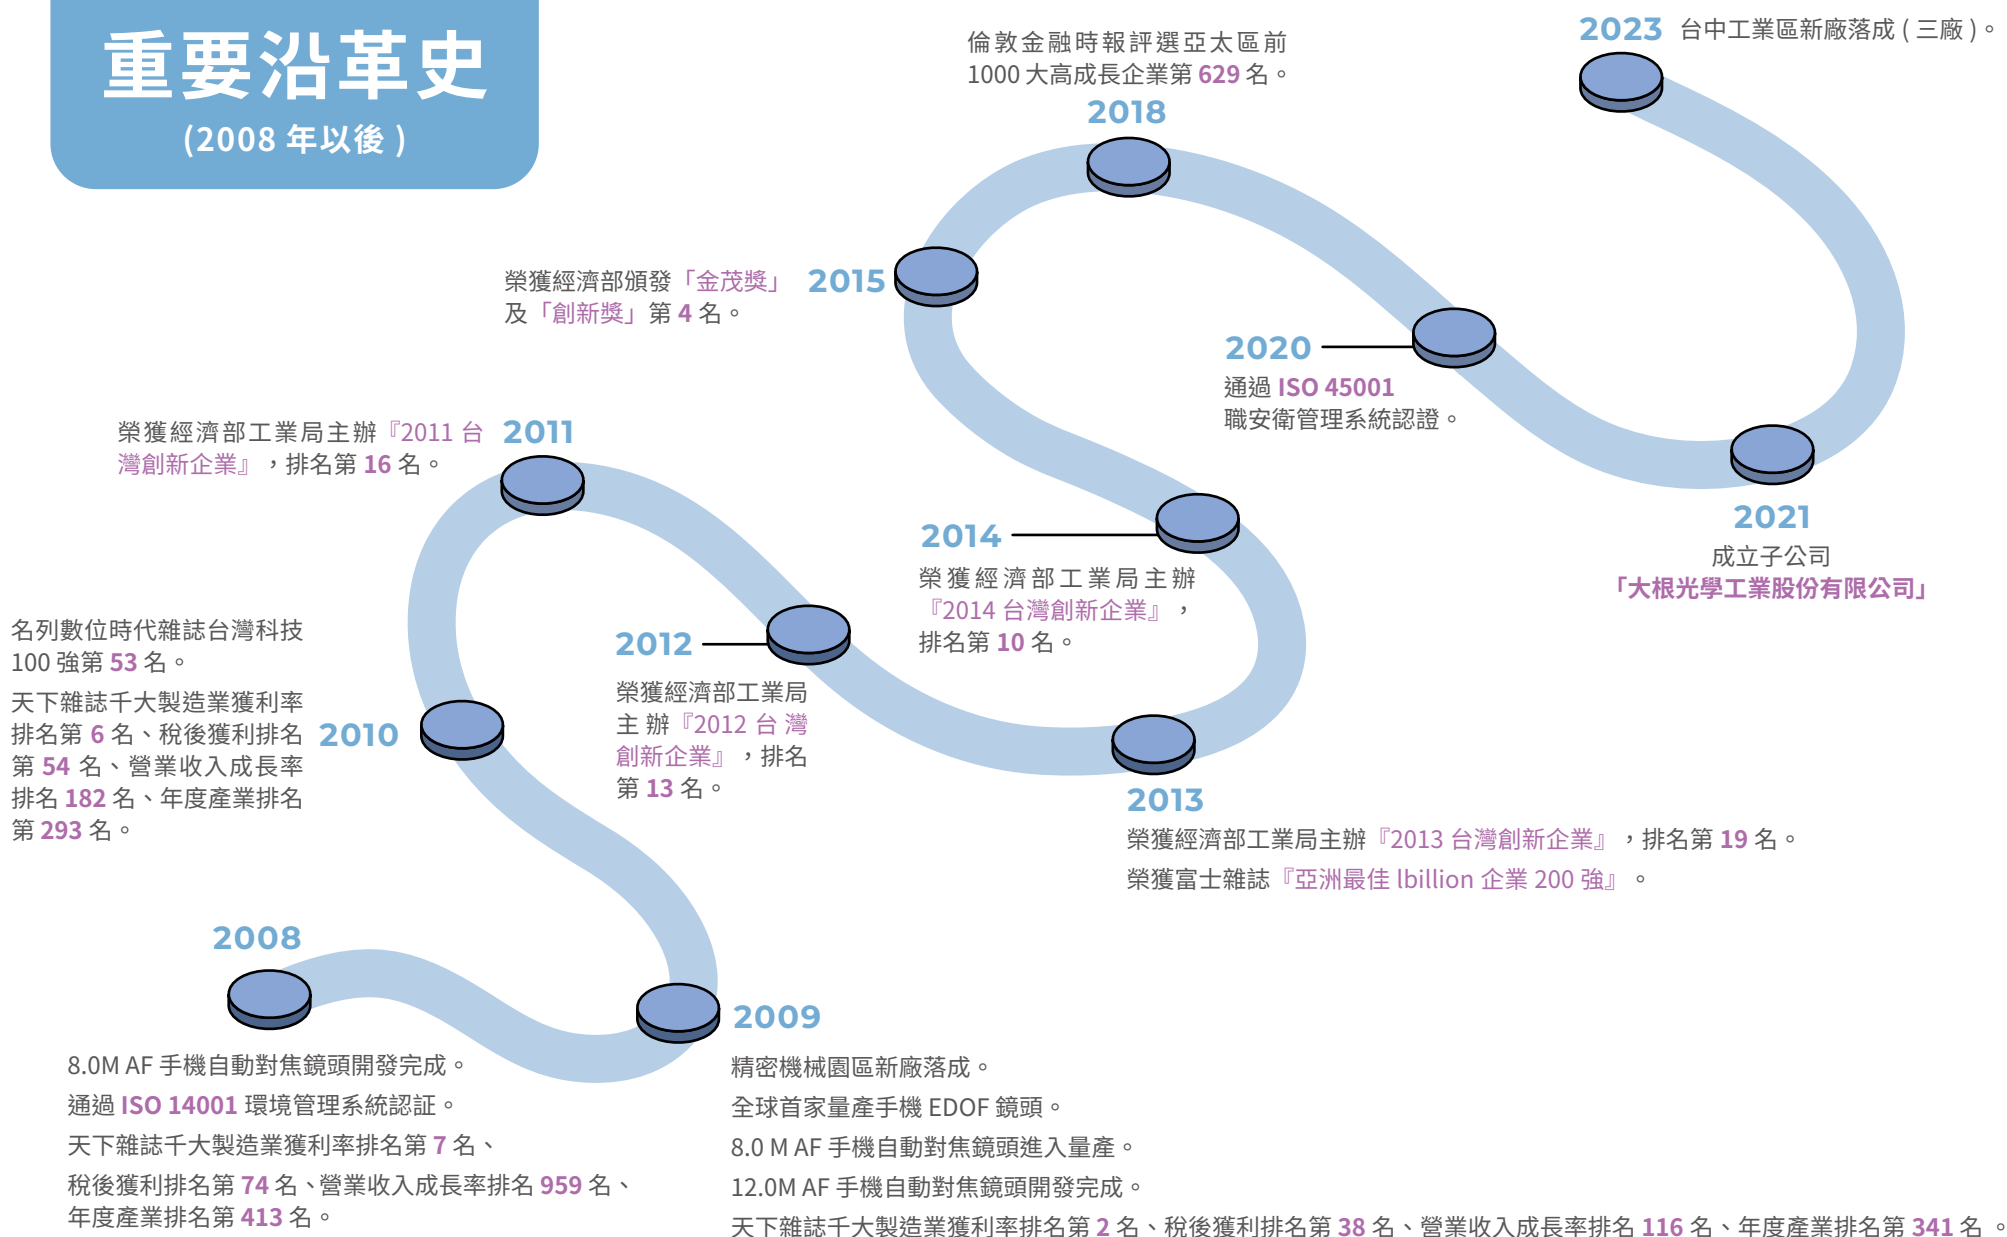 重要沿革史
(2008 年以後 )
2008
8.0M AF 手機自動對焦鏡頭開發完成。
通過 ISO 14001 環境管理系統認証。
天下雜誌千大製造業獲利率排名第 7 名、
稅後獲利排名第 74 名、營業收入成長率排名 959 名、
年度產業排名第 413 名。
2009
精密機械園區新廠落成。
全球首家量產手機 EDOF 鏡頭。
8.0 M AF 手機自動對焦鏡頭進入量產。
12.0M AF 手機自動對焦鏡頭開發完成。
天下雜誌千大製造業獲利率排名第 2 名、稅後獲利排名第 38 名、營業收入成長率排名 116 名、年度產業排名第 341 名 。
2010
名列數位時代雜誌台灣科技
100 強第 53 名。
天下雜誌千大製造業獲利率
排名第 6 名、稅後獲利排名
第 54 名、營業收入成長率
排名 182 名、年度產業排名
第 293 名。
2011
榮獲經濟部工業局主辦『2011 台
灣創新企業』，排名第 16 名。
2012
榮獲經濟部工業局
主 辦『2012 台 灣
創新企業』，排名
第 13 名。
2013
榮獲經濟部工業局主辦『2013 台灣創新企業』，排名第 19 名。
榮獲富士雜誌『亞洲最佳 lbillion 企業 200 強』。
2014
榮獲經濟部工業局主辦
『2014 台灣創新企業』，
排名第 10 名。
2015
榮獲經濟部頒發「金茂獎」
及「創新獎」第 4 名。
倫敦金融時報評選亞太區前
1000 大高成長企業第 629 名。
2018
2020
通過 ISO 45001
職安衛管理系統認證。
2021
成立子公司
「大根光學工業股份有限公司」
2023 台中工業區新廠落成 ( 三廠 )。